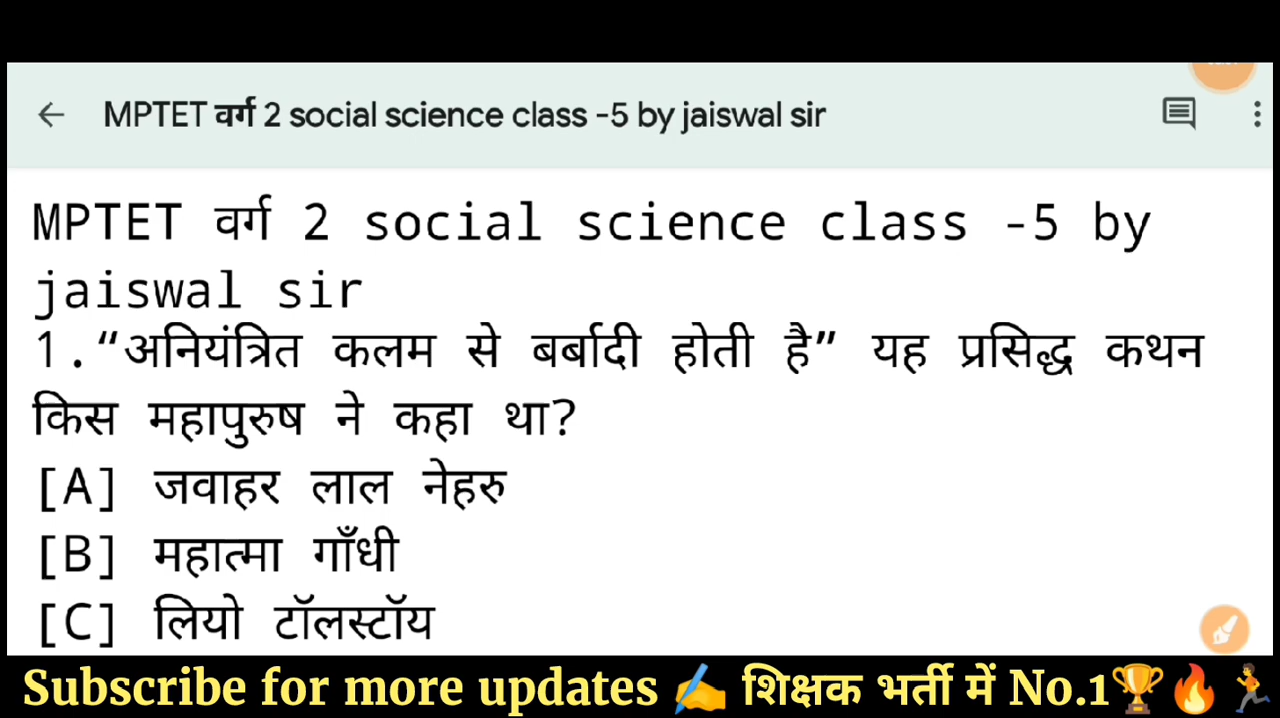 MPTET वर्ग 2 social science class -5 by jaiswal sir
MPTET वर्ग 2 social science class -5 by
jaiswal sir
1.“अनियंत्रित कलम से बर्बादी होती है” यह प्रसिद्ध कथन
किस महापुरुष ने कहा था?
[A] जवाहर लाल नेहरु
[B] महात्मा गाँधी
[C] लियो टॉलस्टॉय
Subscribe for more updates ✍️ शिक्षक भर्ती में No.1🏆🔥🏃